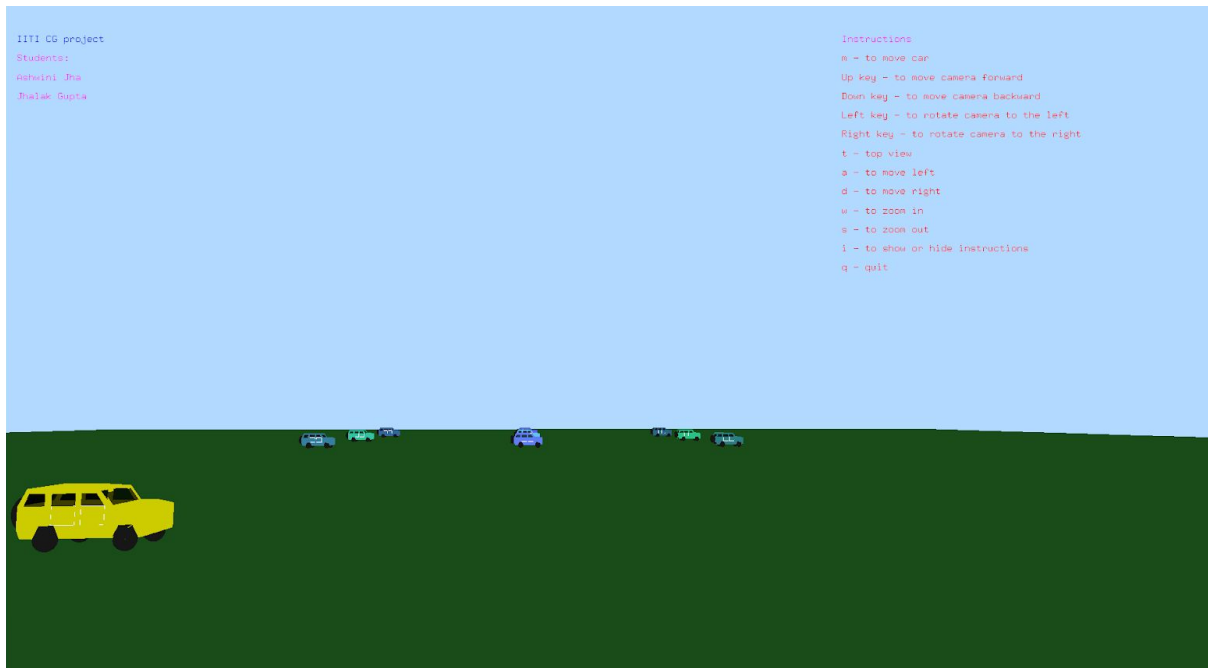 IITI CG project
Students:
Ashwini Jha
Jhalak Gupta
Instructions
m - to move car
Up key - to move camera forward
Down key - to move camera backward
Left key - to rotate camera to the left
Right key - to rotate camera to the right
t - top view
a - to move left
d - to move right
w - to zoom in
s - to zoom out
i - to show or hide instructions
q - quit